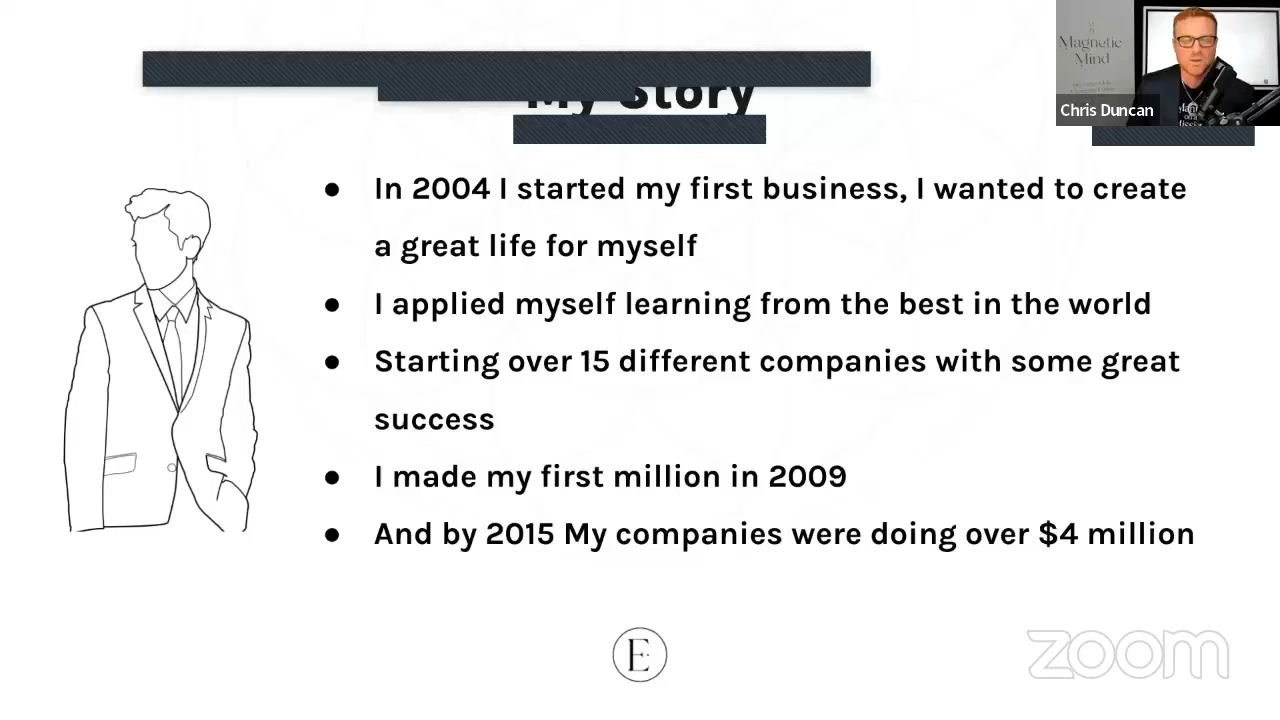 My Story
Magnetic
Mind
Chris Duncan
● In 2004 I started my first business, I wanted to create
a great life for myself
● I applied myself learning from the best in the world
● Starting over 15 different companies with some great
success
● I made my first million in 2009
● And by 2015 My companies were doing over $4 million
E
zoom